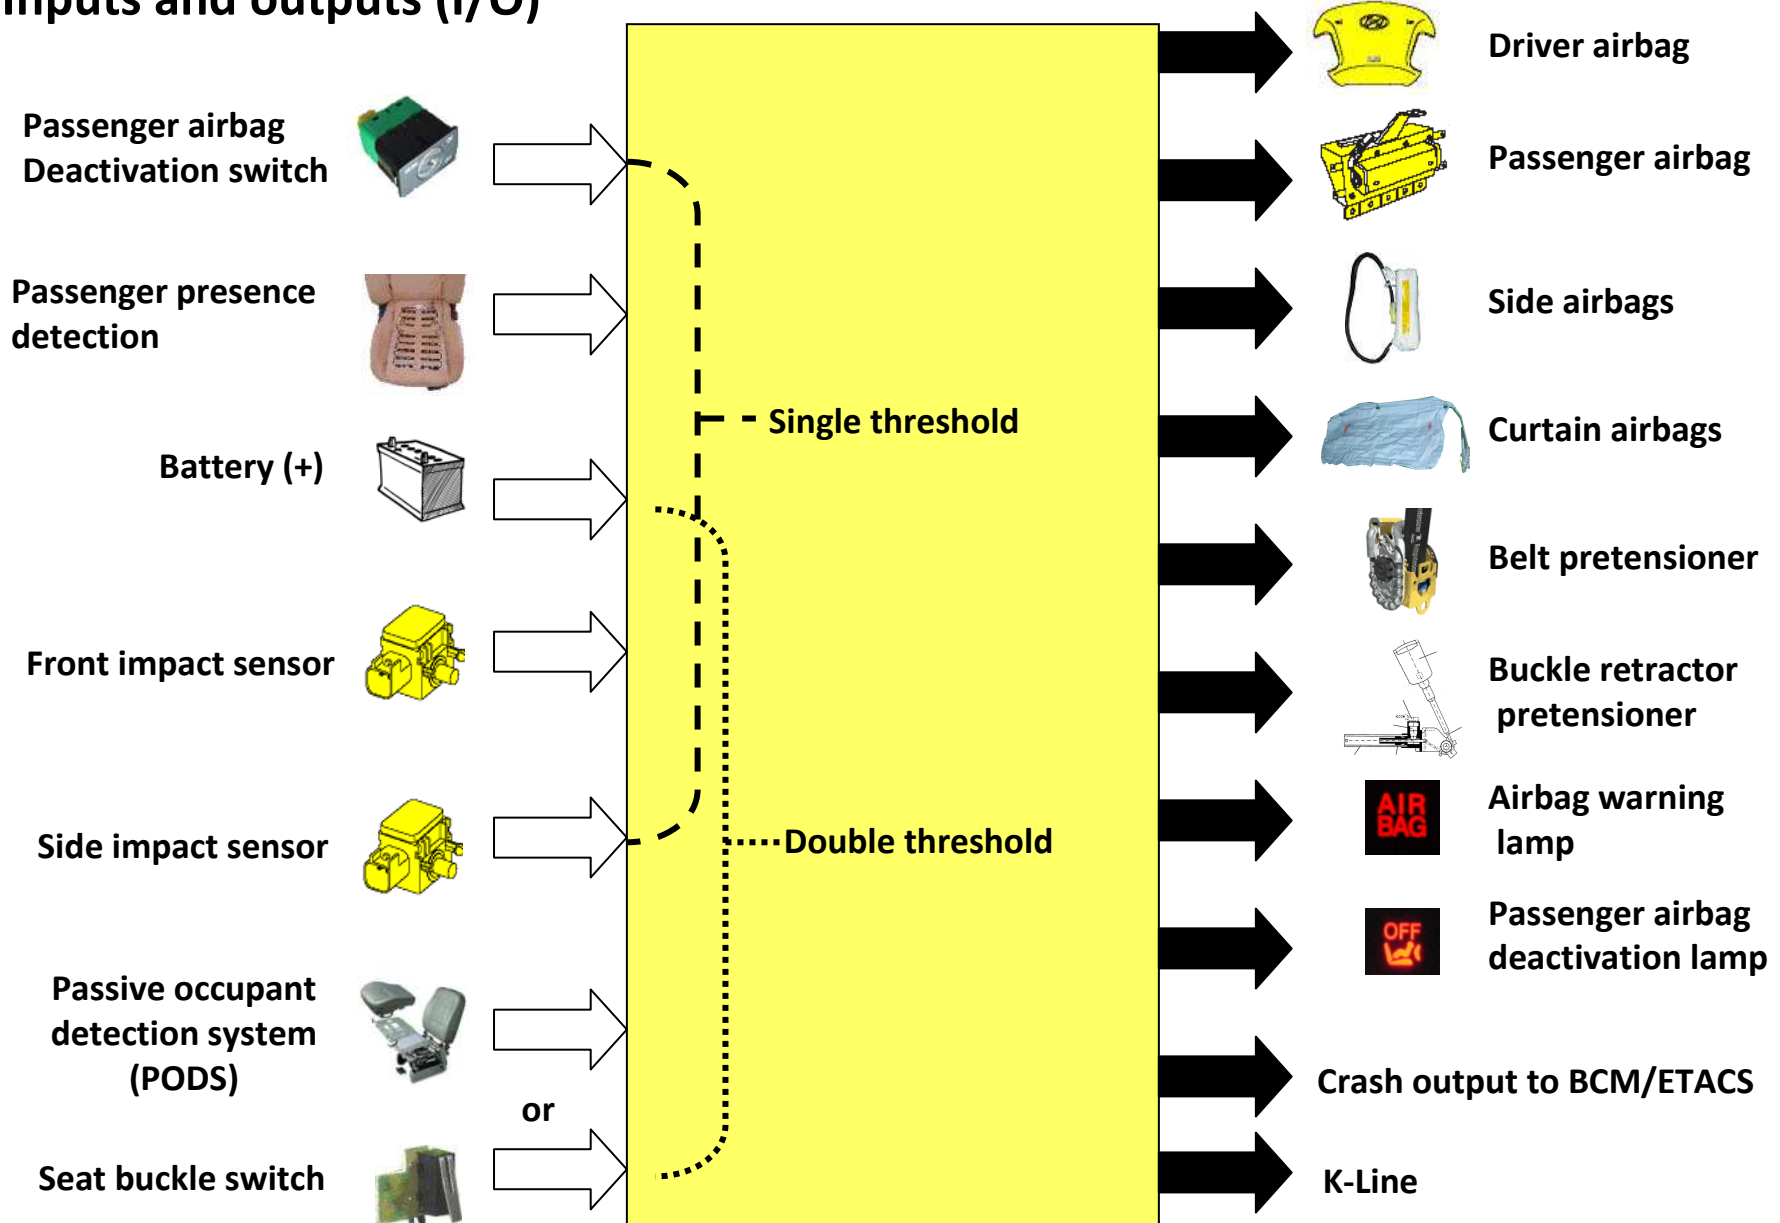 Inputs and outputs (I/O)
Passenger airbag
Deactivation switch
Passenger presence
detection
Battery (+)
Front impact sensor
Side impact sensor
Passive occupant
detection system
(PODS)
or
Seat buckle switch
Single threshold
Double threshold
Driver airbag
Passenger airbag
Side airbags
Curtain airbags
Belt pretensioner
Buckle retractor
pretensioner
AIR
BAG
Airbag warning
lamp
OFF
Passenger airbag
deactivation lamp
Crash output to BCM/ETACS
K-Line